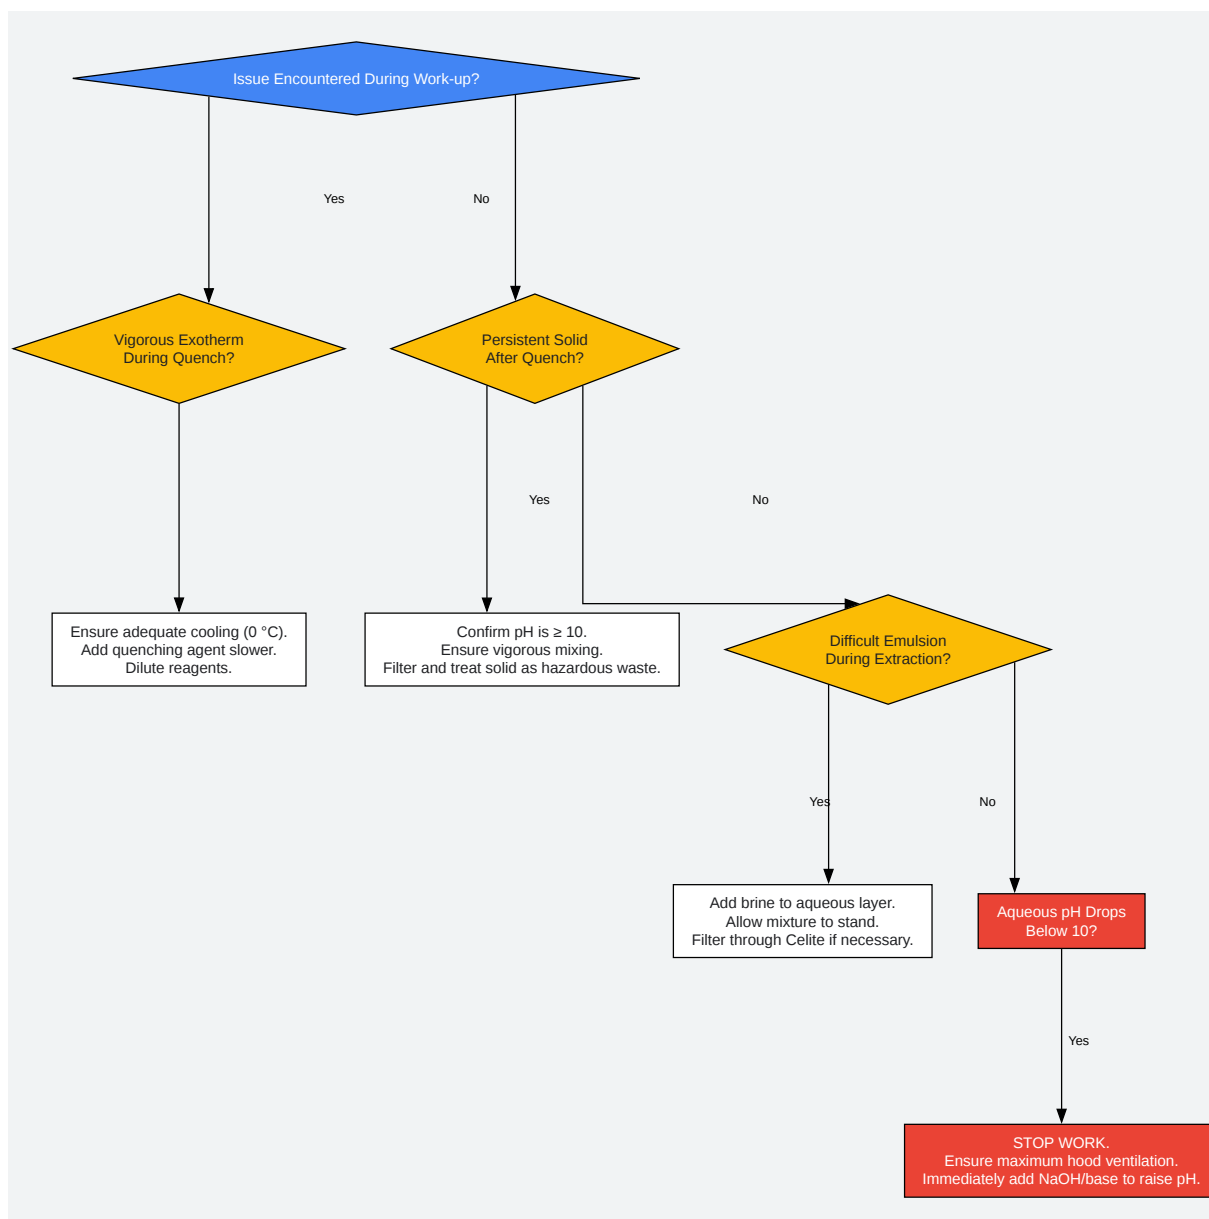 Issue Encountered During Work-up?
Yes
No
Vigorous Exotherm
During Quench?
Persistent Solid
After Quench?
Yes
No
Ensure adequate cooling (0 °C).
Add quenching agent slower.
Dilute reagents.
Confirm pH is ≥ 10.
Ensure vigorous mixing.
Filter and treat solid as hazardous waste.
Difficult Emulsion
During Extraction?
Yes
No
Add brine to aqueous layer.
Allow mixture to stand.
Filter through Celite if necessary.
Aqueous pH Drops
Below 10?
Yes
STOP WORK.
Ensure maximum hood ventilation.
Immediately add NaOH/base to raise pH.